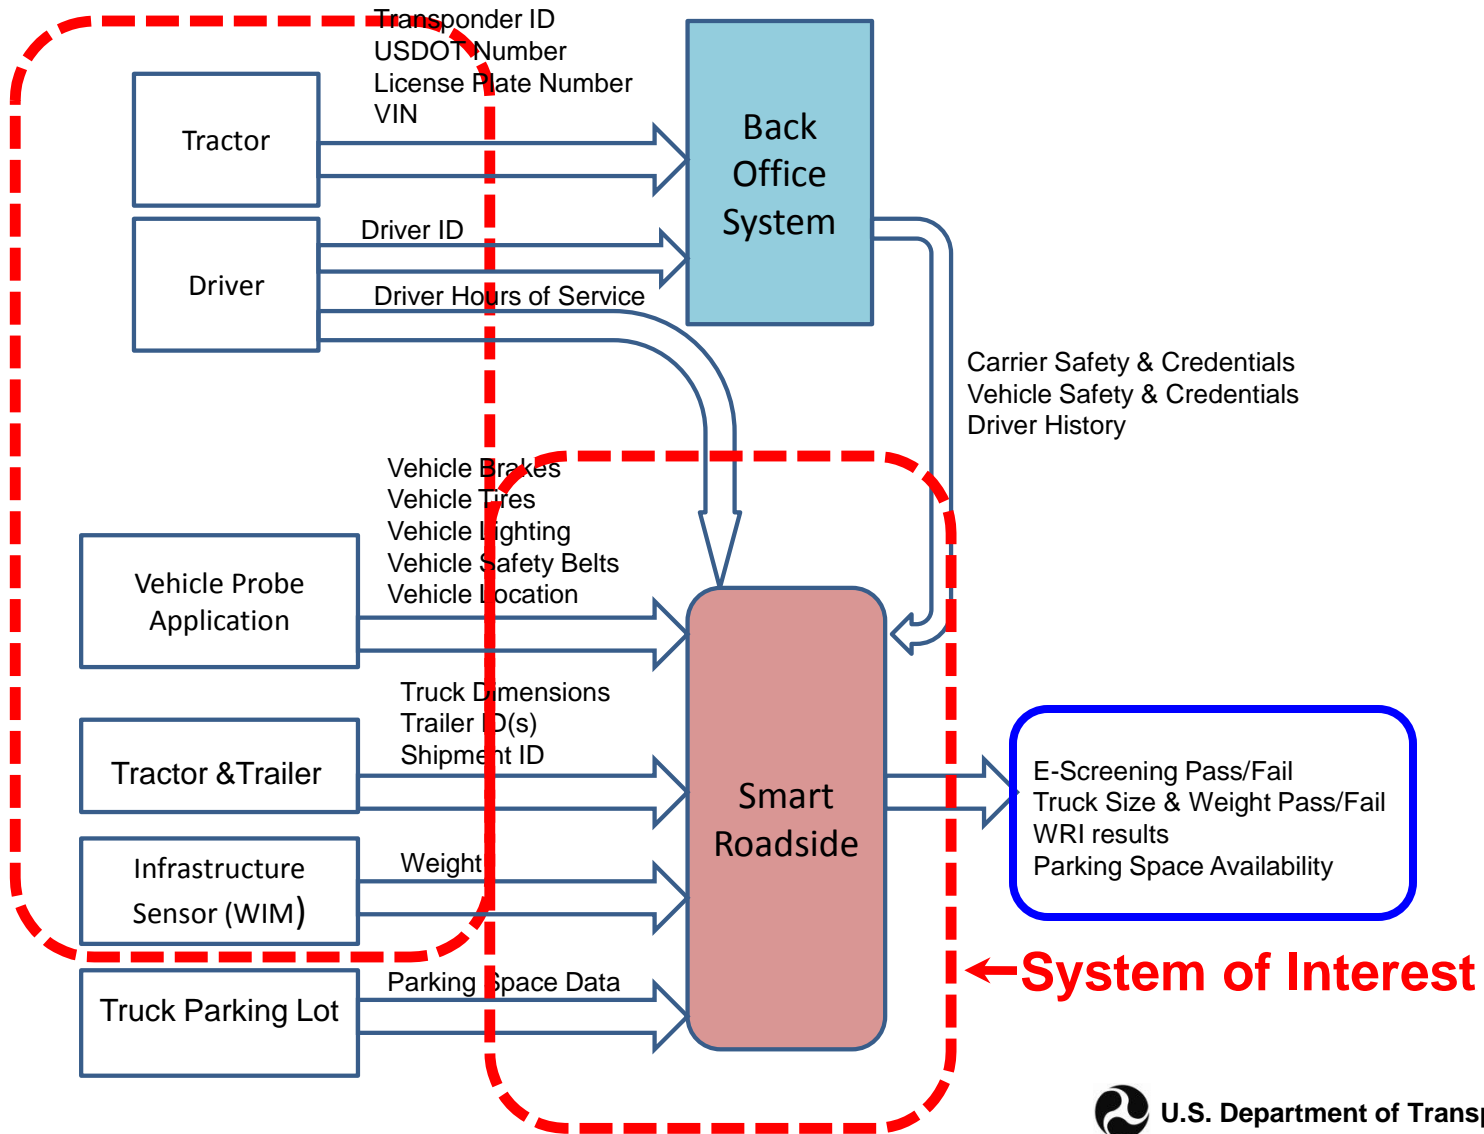 Transponder ID
USDOT Number
License Plate Number
VIN
Tractor
Back
Office
System
Driver ID
Driver
Driver Hours of Service
Carrier Safety & Credentials
Vehicle Safety & Credentials
Driver History
Vehicle Brakes
Vehicle Tires
Vehicle Lighting
Vehicle Safety Belts
Vehicle Location
Vehicle Probe
Application
Truck Dimensions
Trailer ID(s)
Shipment ID
Tractor &Trailer
Smart
Roadside
E-Screening Pass/Fail
Truck Size & Weight Pass/Fail
WRI results
Parking Space Availability
Weight
Infrastructure
Sensor (WIM)
System of Interest
Parking Space Data
Truck Parking Lot
U.S. Department of Transp